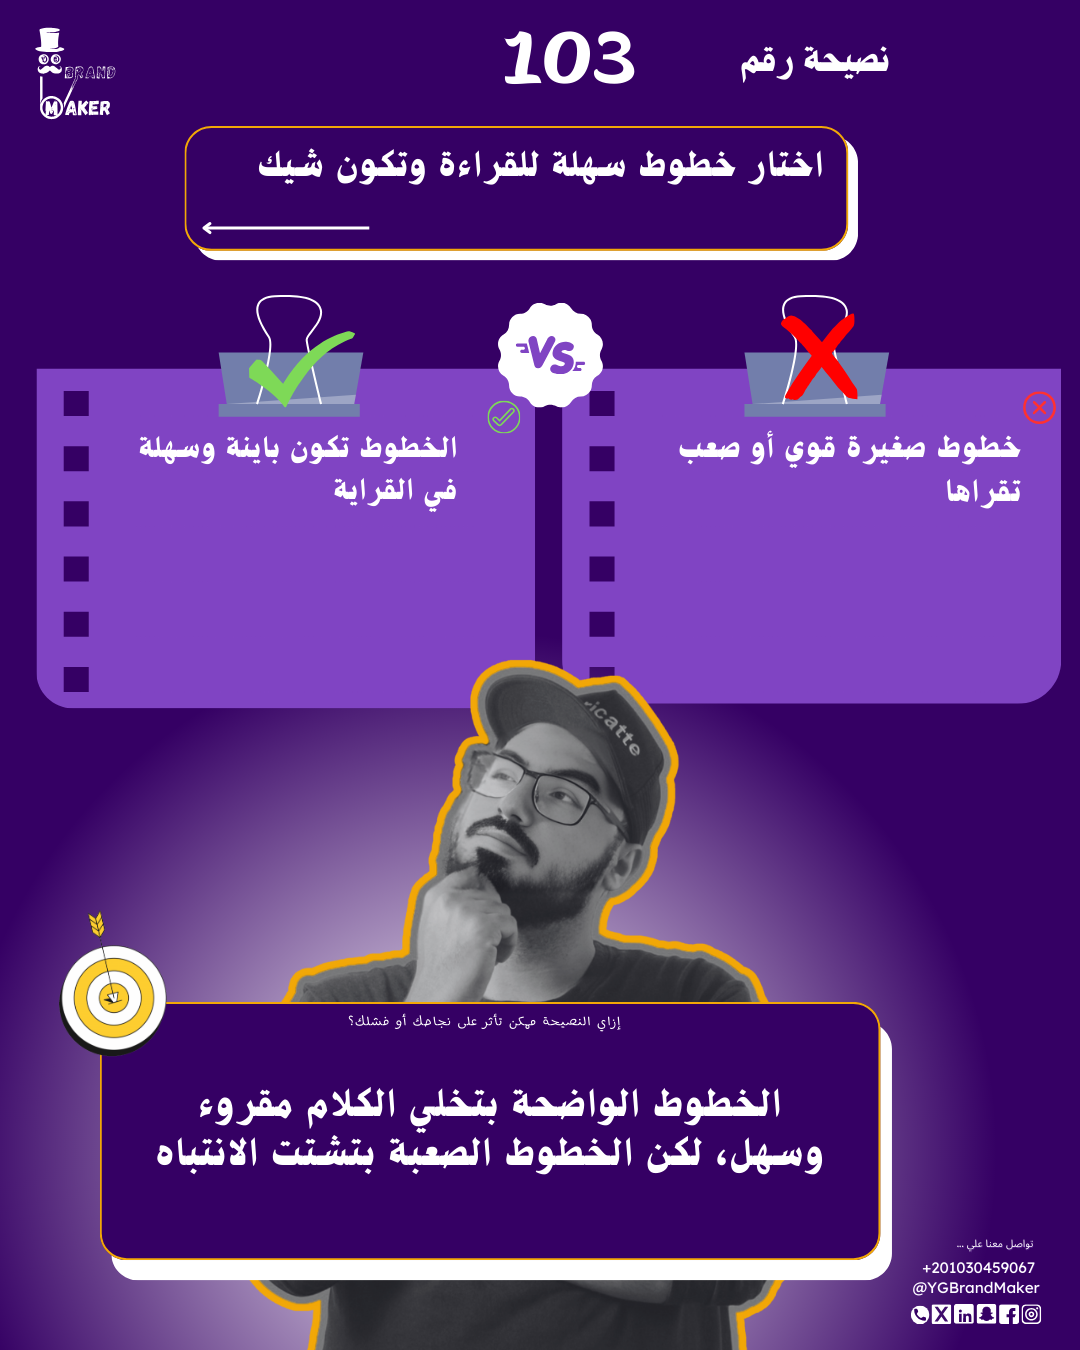 BRAND
MAKER
نصيحة رقم 103
اختار خطوط سهلة للقراءة وتكون شيك
VS
خطوط صغيرة قوي أو صعب
تقراها
الخطوط تكون باينة وسهلة
في القراية
icatte
إزاي النصيحة ممكن تأثر على نجاحك أو فشلك؟
الخطوط الواضحة بتخلي الكلام مقروء
وسهل، لكن الخطوط الصعبة بتشتت الانتباه
تواصل معنا علي ...
+201030459067
@YGBrandMaker